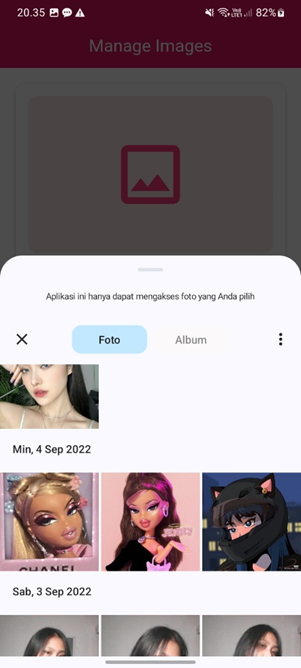 20.35
82%
Manage Images
Aplikasi ini hanya dapat mengakses foto yang Anda pilih
Foto
Album
Min, 4 Sep 2022
CHANEL
Sab, 3 Sep 2022